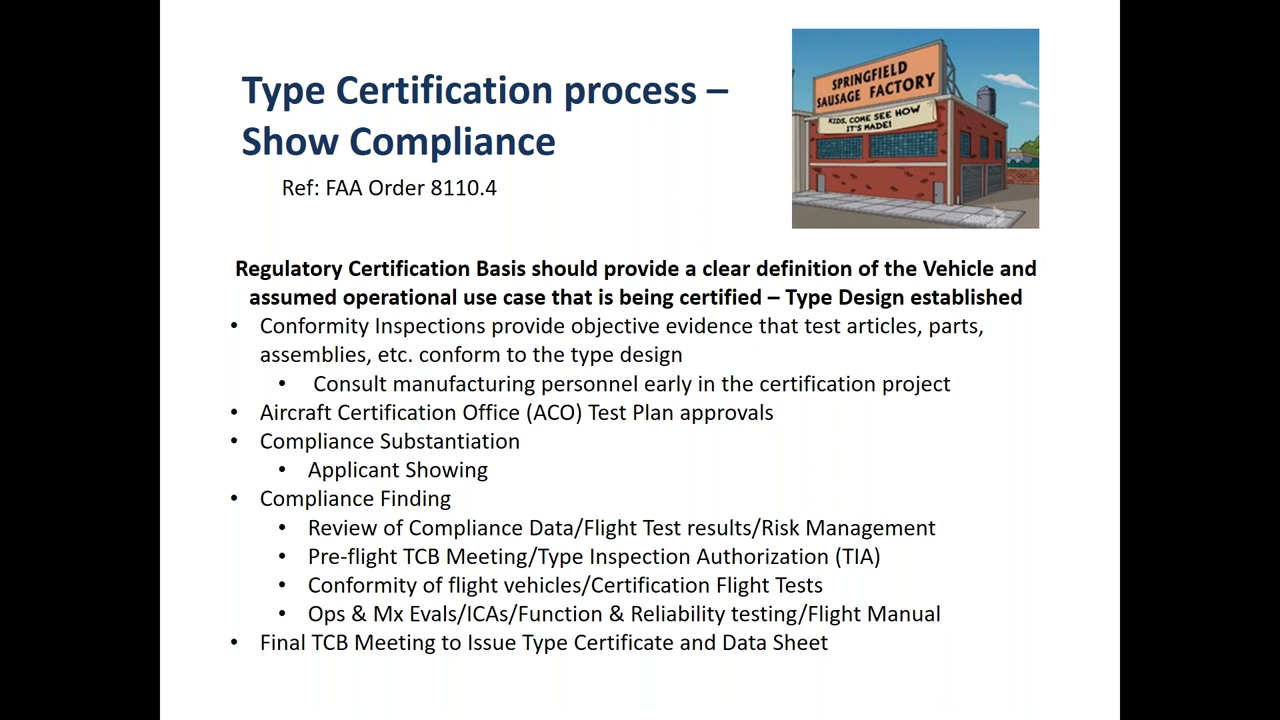 Type Certification process –
Show Compliance
Ref: FAA Order 8110.4
SPRINGFIELD
SAUSAGE FACTORY
KIDS, COME SEE HOW
IT'S MADE!
Global
Regulatory Certification Basis should provide a clear definition of the Vehicle and
assumed operational use case that is being certified – Type Design established
• Conformity Inspections provide objective evidence that test articles, parts,
assemblies, etc. conform to the type design
• Consult manufacturing personnel early in the certification project
• Aircraft Certification Office (ACO) Test Plan approvals
• Compliance Substantiation
• Applicant Showing
• Compliance Finding
• Review of Compliance Data/Flight Test results/Risk Management
• Pre-flight TCB Meeting/Type Inspection Authorization (TIA)
• Conformity of flight vehicles/Certification Flight Tests
• Ops & Mx Evals/ICAs/Function & Reliability testing/Flight Manual
• Final TCB Meeting to Issue Type Certificate and Data Sheet